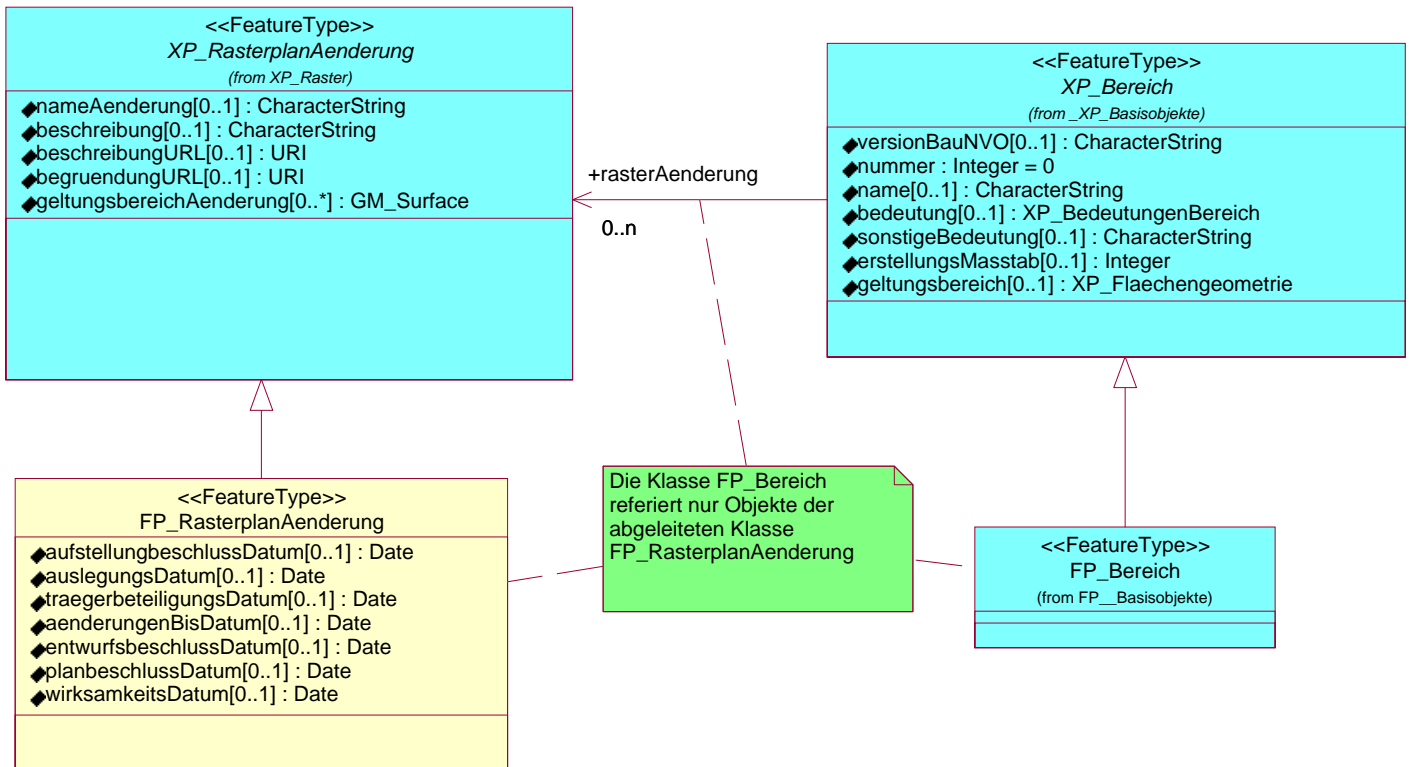 <<FeatureType>>
XP_RasterplanAenderung
(from XP_Raster)
nameAenderung[0..1] : CharacterString
beschreibung[0..1] : CharacterString
beschreibungURL[0..1] : URI
begruendungURL[0..1] : URI
geltungsbereichAenderung[0..*] : GM_Surface
+rasterAenderung
0..n
<<FeatureType>>
XP_Bereich
(from _XP_Basisobjekte)
versionBauNVO[0..1] : CharacterString
nummer : Integer = 0
name[0..1] : CharacterString
bedeutung[0..1] : XP_BedeutungenBereich
sonstigeBedeutung[0..1] : CharacterString
erstellungsMasstab[0..1] : Integer
geltungsbereich[0..1] : XP_Flaechengeometrie
<<FeatureType>>
FP_RasterplanAenderung
aufstellungbeschlussDatum[0..1] : Date
auslegungsDatum[0..1] : Date
traegerbeteiligungsDatum[0..1] : Date
aenderungenBisDatum[0..1] : Date
entwurfsbeschlussDatum[0..1] : Date
planbeschlussDatum[0..1] : Date
wirksamkeitsDatum[0..1] : Date
Die Klasse FP_Bereich
referiert nur Objekte der
abgeleiteten Klasse
FP_RasterplanAenderung
<<FeatureType>>
FP_Bereich
(from FP__Basisobjekte)